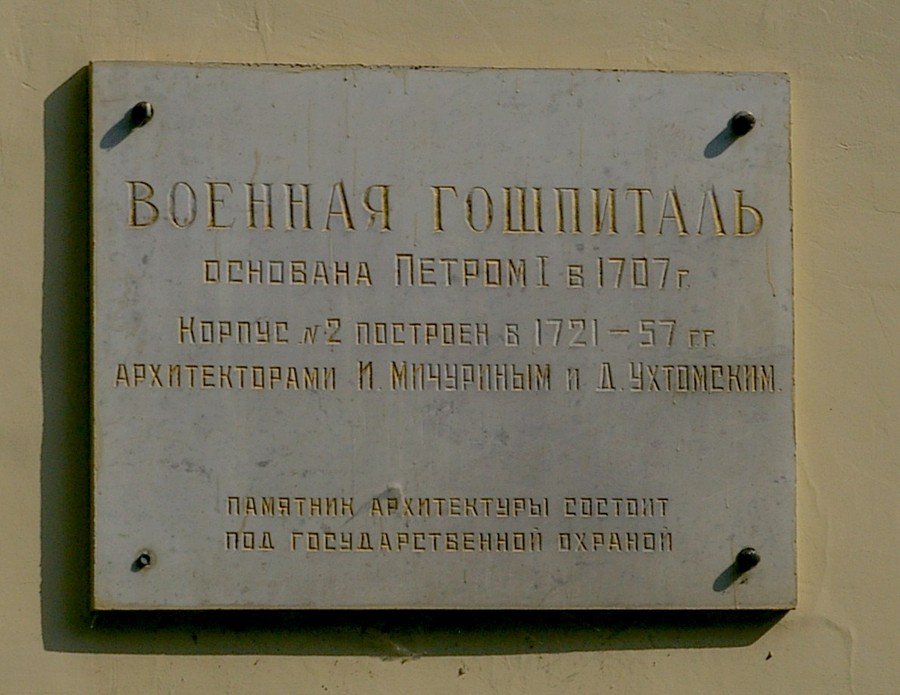 ВОЕННАЯ ГОШПИТАЛЬ
ОСНОВАНА ПЕТРОМ I В 1707 Г.
КОРПУС №2 ПОСТРОЕН В 1721 – 57 ГГ.
АРХИТЕКТОРАМИ И. МИЧУРИНЫМ И Д. УХТОМСКИМ.
ПАМЯТНИК АРХИТЕКТУРЫ СОСТОИТ
ПОД ГОСУДАРСТВЕННОЙ ОХРАНОЙ